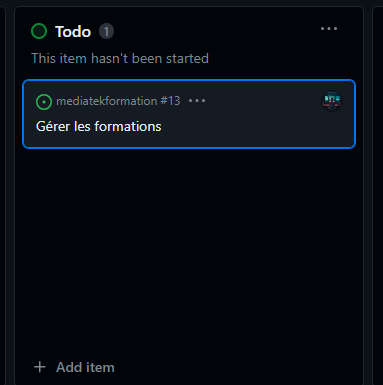 Todo 1
This item hasn't been started
mediatekformation #13
Gérer les formations
Add item